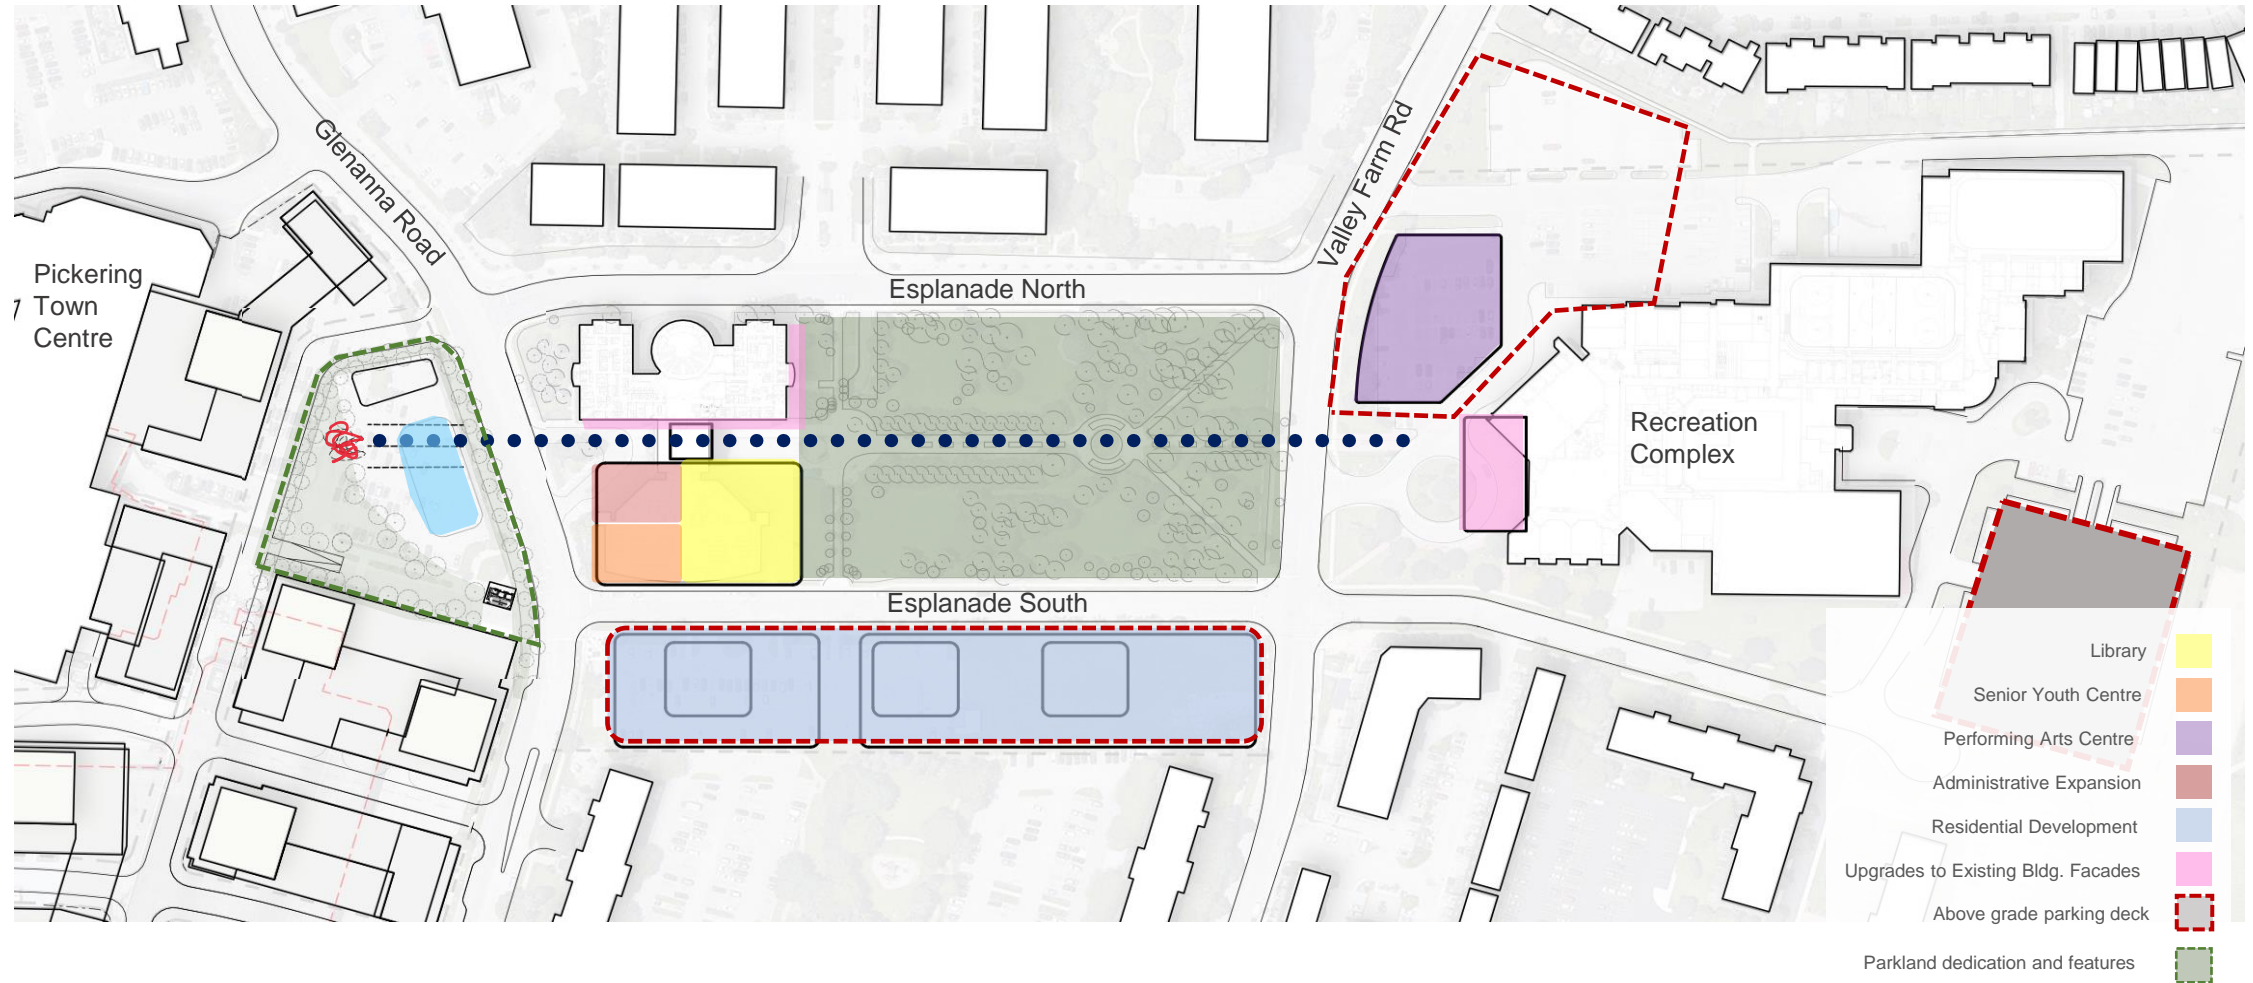 Glenanna Road
Valley Farm Rd
Pickering
Town
Centre
Esplanade North
Recreation
Complex
Esplanade South
Library
Senior Youth Centre
Performing Arts Centre
Administrative Expansion
Residential Development
Upgrades to Existing Bldg. Facades
Above grade parking deck
Parkland dedication and features